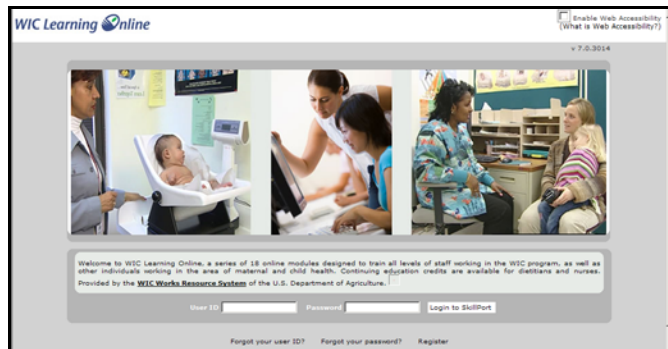 WIC Learning Online
Enable Web Accessibility
(What is Web Accessibility?)
v 7.0.3014
Welcome to WIC Learning Online, a series of 18 online modules designed to train all levels of staff working in the WIC program, as well as
other individuals working in the area of maternal and child health. Continuing education credits are available for dietitians and nurses.
Provided by the WIC Works Resource System of the U.S. Department of Agriculture.
User ID Password Login to SkillPort
Forgot your user ID? Forgot your password? Register